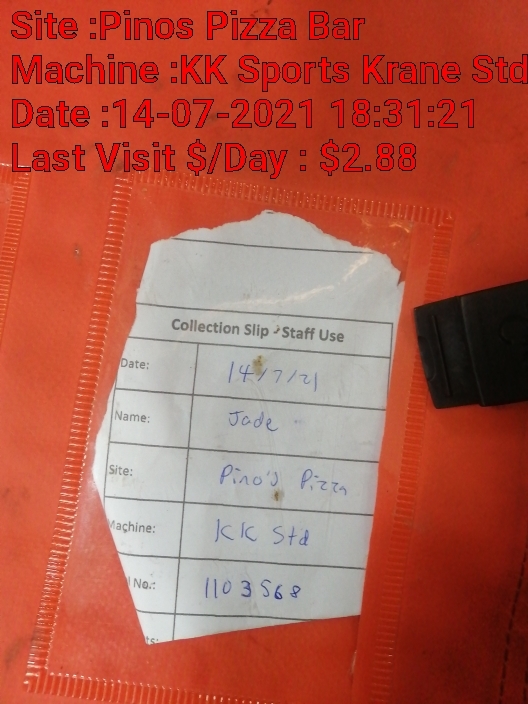 Site :Pinos Pizza Bar
Machine :KK Sports Krane Std
Date :14-07-2021 18:31:21
Last Visit $/Day : $2.88
Collection Slip - Staff Use
Date: 14/7/21
Name: Jade
Site: Pino's Pizza
Machine: KK Std
l No.: 1103568
ts: